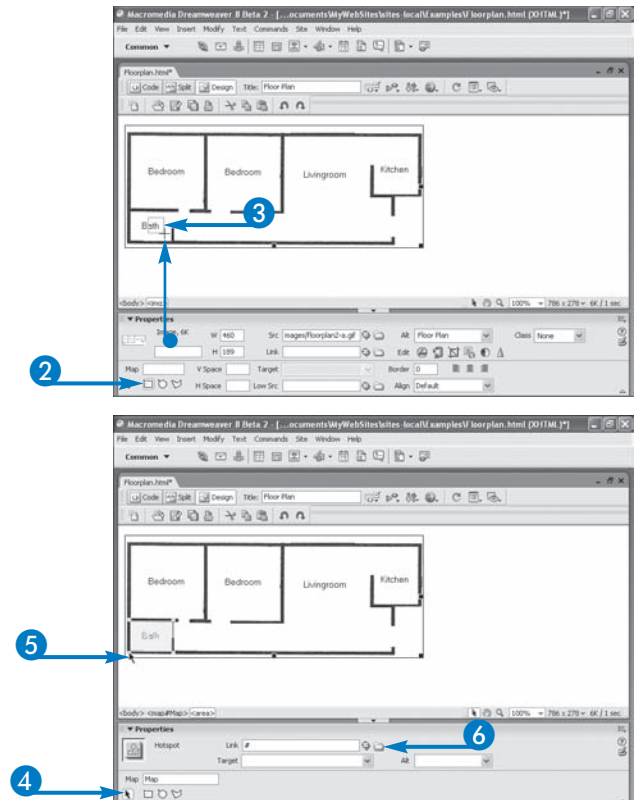 Macromedia Dreamweaver 8 Beta 2 - [...ocuments\MyWebSites\sites-local\Examples\Floorplan.html (XHTML)*]
File Edit View Insert Modify Text Commands Site Window Help
Common
Floorplan.html*
Code Split Design Title: Floor Plan
Bedroom Bedroom Livingroom Kitchen
Bath 3
<body> <img> 100% 786 x 278 6K / 1 sec
Properties
Image, 6K W 460 Src mages/floorplan2-a.gif Alt Floor Plan Class None
H 189 Link Edit
2 Map V Space Target Border 0
H Space Low Src Align Default
Macromedia Dreamweaver 8 Beta 2 - [...ocuments\MyWebSites\sites-local\Examples\Floorplan.html (XHTML)*]
File Edit View Insert Modify Text Commands Site Window Help
Common
Floorplan.html*
Code Split Design Title: Floor Plan
Bedroom Bedroom Livingroom Kitchen
Bath
5
<body> <map#Map> <area> 100% 786 x 278 6K / 1 sec
Properties 6
Hotspot Link #
Target Alt
Map Map
4